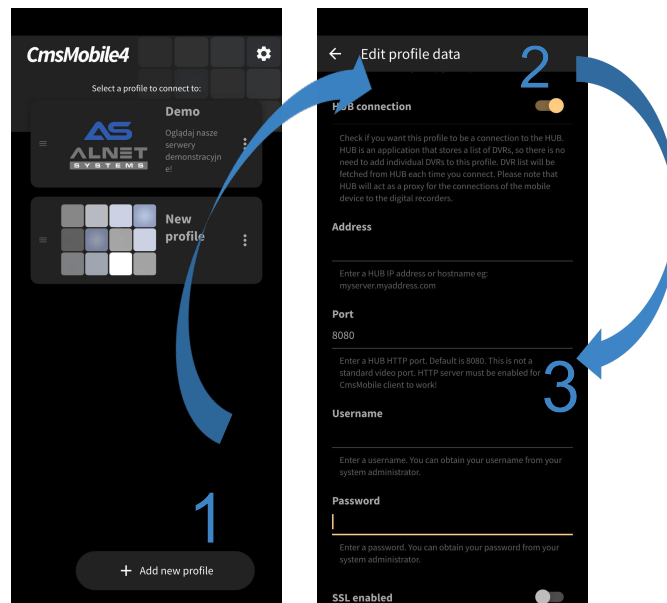 CmsMobile4
Select a profile to connect to:
Demo
Oglądaj nasze
serwery
demonstracyjn
e!
AS
ALNET
SYSTEMS
New
profile
1
+ Add new profile
Edit profile data
2
HUB connection
Check if you want this profile to be a connection to the HUB.
HUB is an application that stores a list of DVRs, so there is no
need to add individual DVRs to this profile. DVR list will be
fetched from HUB each time you connect. Please note that
HUB will act as a proxy for the connections of the mobile
device to the digital recorders.
Address
Enter a HUB IP address or hostname eg:
myserver.myaddress.com
Port
8080
Enter a HUB HTTP port. Default is 8080. This is not a
standard video port. HTTP server must be enabled for
CmsMobile client to work!
3
Username
Enter a username. You can obtain your username from your
system administrator.
Password
Enter a password. You can obtain your password from your
system administrator.
SSL enabled